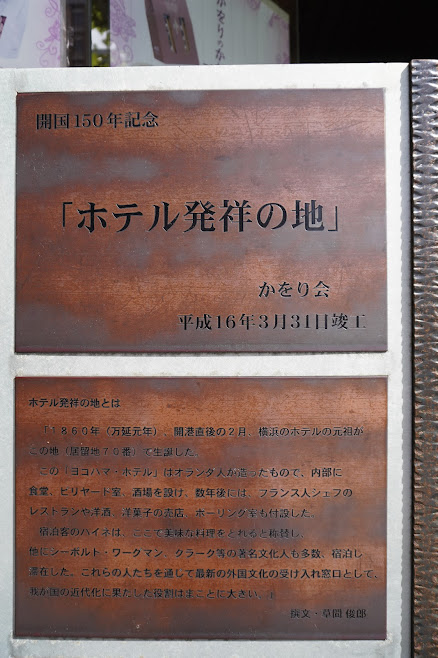 かをりのか
開国150年記念
「ホテル発祥の地」
かをり会
平成16年3月31日竣工
ホテル発祥の地とは
「1860年(万延元年)、開港直後の2月、横浜のホテルの元祖が
この地(居留地70番)で生誕した。
この「ヨコハマ・ホテル」はオランダ人が造ったもので、内部に
食堂、ビリヤード室、酒場を設け、数年後には、フランス人シェフの
レストランや洋酒、洋菓子の売店、ボーリング室も付設した。
宿泊客のハイネは、ここで美味な料理をとれると称賛し、
他にシーボルト・ワークマン、クラーク等の著名文化人も多数、宿泊し
滞在した。これらの人たちを通して最新の外国文化の受け入れ窓口として、
我が国の近代化に果たした役割はまことに大きい。」
撰文・草間俊郎